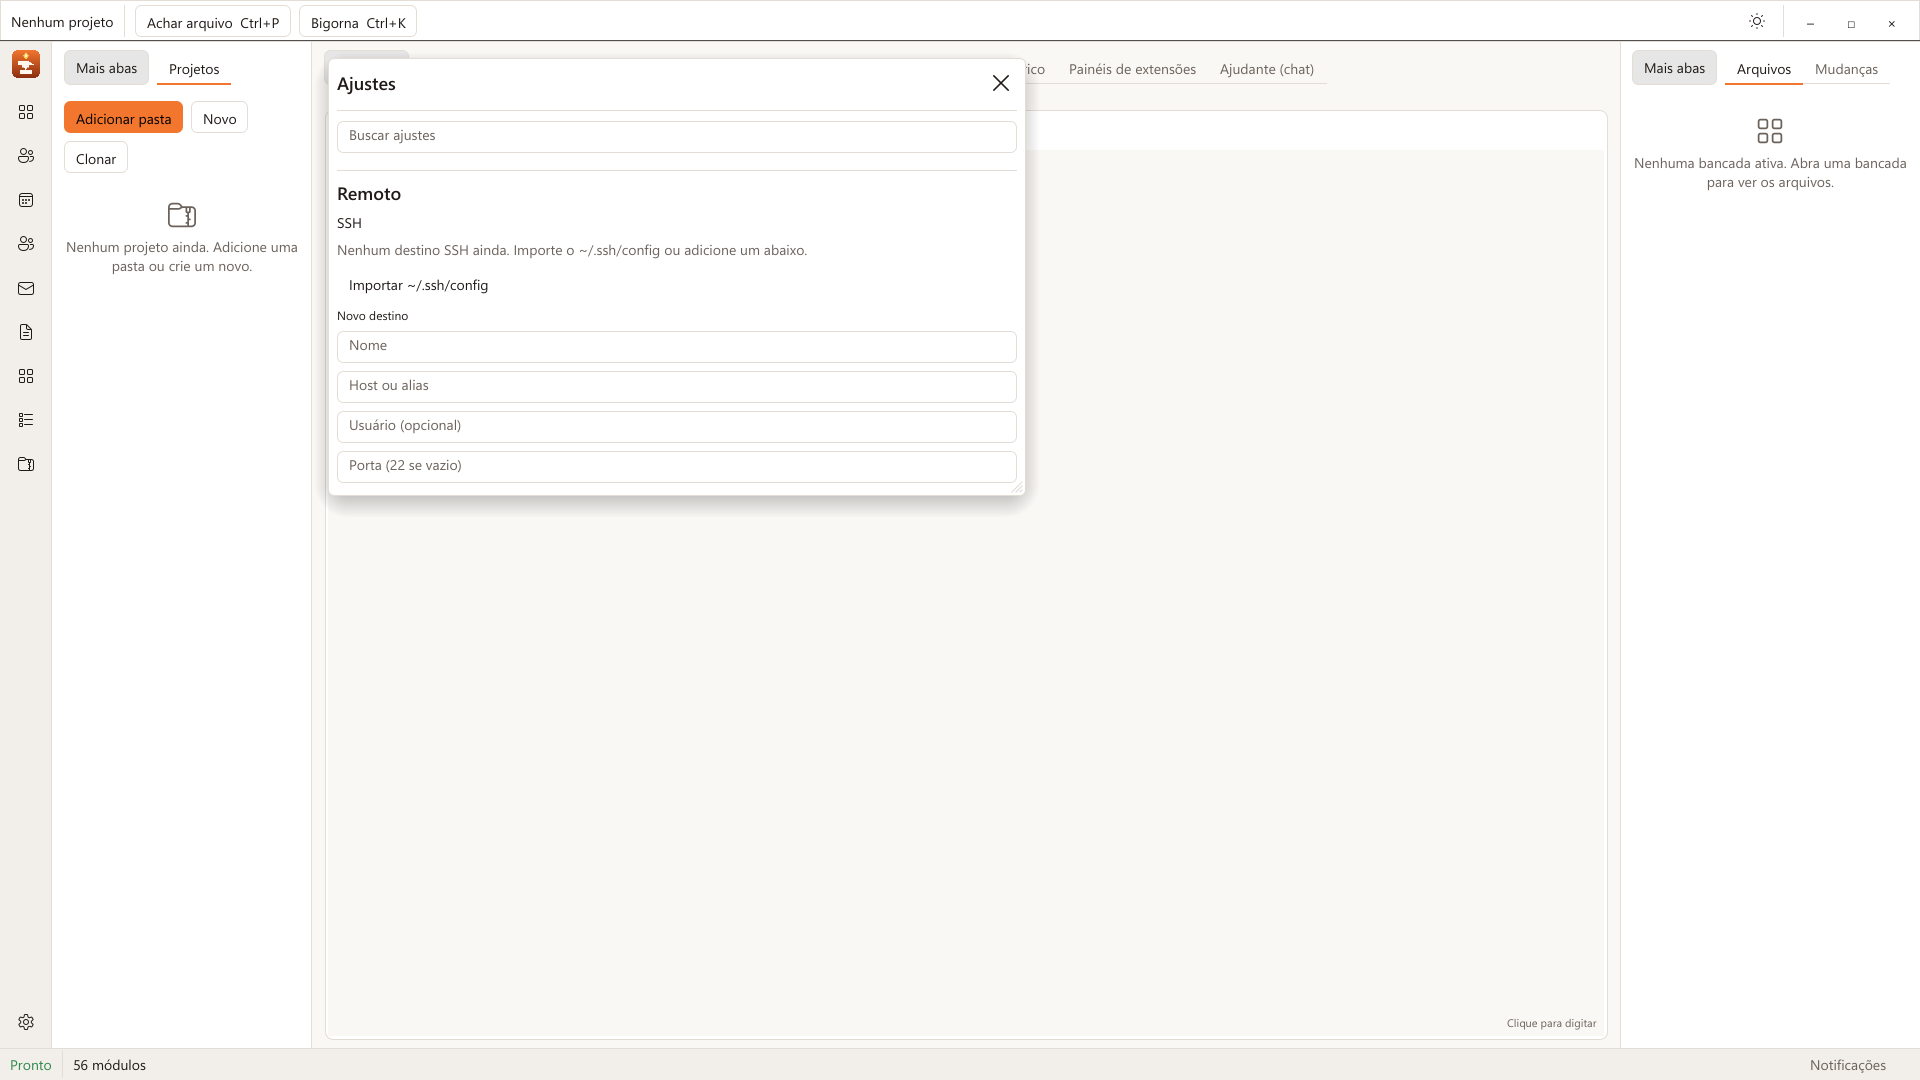 Nenhum projeto
Achar arquivo Ctrl+P
Bigorna Ctrl+K
Mais abas
Projetos
Adicionar pasta
Novo
Clonar
Nenhum projeto ainda. Adicione uma
pasta ou crie um novo.
Ajustes
Buscar ajustes
Remoto
SSH
Nenhum destino SSH ainda. Importe o ~/.ssh/config ou adicione um abaixo.
Importar ~/.ssh/config
Novo destino
Nome
Host ou alias
Usuário (opcional)
Porta (22 se vazio)
Painéis de extensões
Ajudante (chat)
Clique para digitar
Mais abas
Arquivos
Mudanças
Nenhuma bancada ativa. Abra uma bancada
para ver os arquivos.
Pronto
56 módulos
Notificações